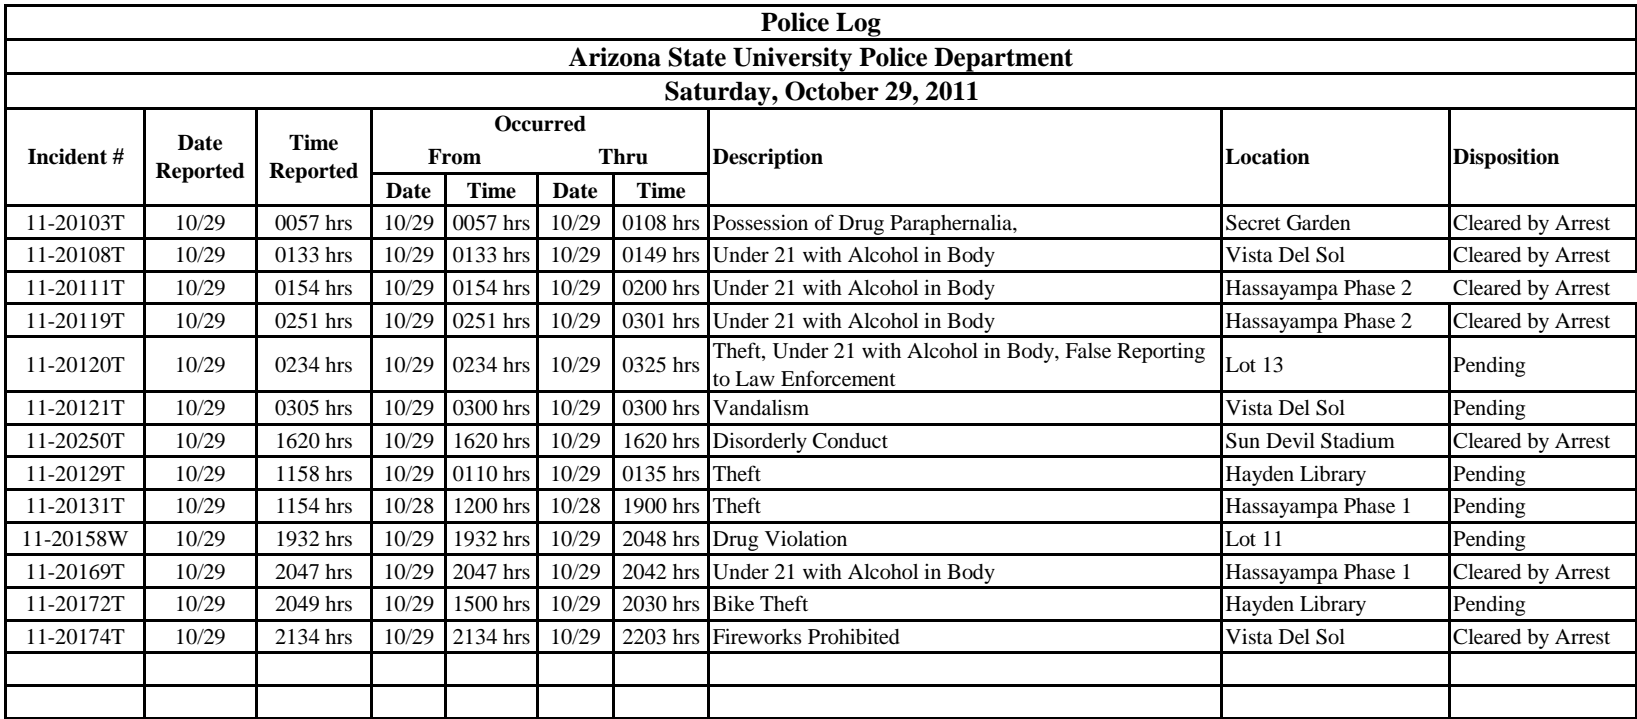 Police Log
Arizona State University Police Department
Saturday, October 29, 2011
Incident # Date Reported Time Reported Occurred Description Location Disposition
From Thru
Date Time Date Time
11-20103T 10/29 0057 hrs 10/29 0057 hrs 10/29 0108 hrs Possession of Drug Paraphernalia, Secret Garden Cleared by Arrest
11-20108T 10/29 0133 hrs 10/29 0133 hrs 10/29 0149 hrs Under 21 with Alcohol in Body Vista Del Sol Cleared by Arrest
11-20111T 10/29 0154 hrs 10/29 0154 hrs 10/29 0200 hrs Under 21 with Alcohol in Body Hassayampa Phase 2 Cleared by Arrest
11-20119T 10/29 0251 hrs 10/29 0251 hrs 10/29 0301 hrs Under 21 with Alcohol in Body Hassayampa Phase 2 Cleared by Arrest
11-20120T 10/29 0234 hrs 10/29 0234 hrs 10/29 0325 hrs Theft, Under 21 with Alcohol in Body, False Reporting to Law Enforcement Lot 13 Pending
11-20121T 10/29 0305 hrs 10/29 0300 hrs 10/29 0300 hrs Vandalism Vista Del Sol Pending
11-20250T 10/29 1620 hrs 10/29 1620 hrs 10/29 1620 hrs Disorderly Conduct Sun Devil Stadium Cleared by Arrest
11-20129T 10/29 1158 hrs 10/29 0110 hrs 10/29 0135 hrs Theft Hayden Library Pending
11-20131T 10/29 1154 hrs 10/28 1200 hrs 10/28 1900 hrs Theft Hassayampa Phase 1 Pending
11-20158W 10/29 1932 hrs 10/29 1932 hrs 10/29 2048 hrs Drug Violation Lot 11 Pending
11-20169T 10/29 2047 hrs 10/29 2047 hrs 10/29 2042 hrs Under 21 with Alcohol in Body Hassayampa Phase 1 Cleared by Arrest
11-20172T 10/29 2049 hrs 10/29 1500 hrs 10/29 2030 hrs Bike Theft Hayden Library Pending
11-20174T 10/29 2134 hrs 10/29 2134 hrs 10/29 2203 hrs Fireworks Prohibited Vista Del Sol Cleared by Arrest